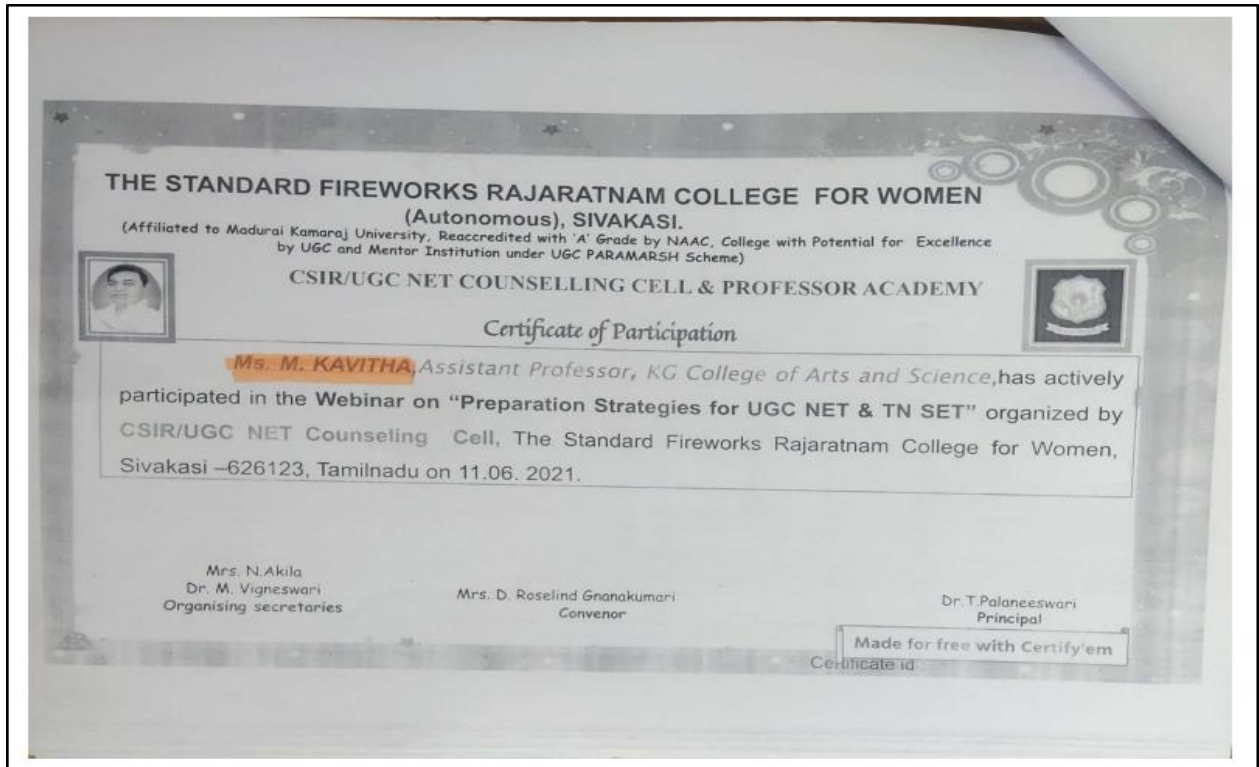 THE STANDARD FIREWORKS RAJARATNAM COLLEGE FOR WOMEN
(Autonomous), SIVAKASI.
(Affiliated to Madurai Kamaraj University, Reaccredited with 'A' Grade by NAAC, College with Potential for Excellence
by UGC and Mentor Institution under UGC PARAMARSH Scheme)
CSIR/UGC NET COUNSELLING CELL & PROFESSOR ACADEMY
Certificate of Participation
Ms. M. KAVITHA,Assistant Professor, KG College of Arts and Science,has actively
participated in the Webinar on “Preparation Strategies for UGC NET & TN SET” organized by
CSIR/UGC NET Counseling Cell, The Standard Fireworks Rajaratnam College for Women,
Sivakasi –626123, Tamilnadu on 11.06. 2021.
Mrs. N.Akila
Dr. M. Vigneswari
Organising secretaries
Mrs. D. Roselind Gnanakumari
Convenor
Dr.T.Palaneeswari
Principal
Made for free with Certify'em
Certificate id